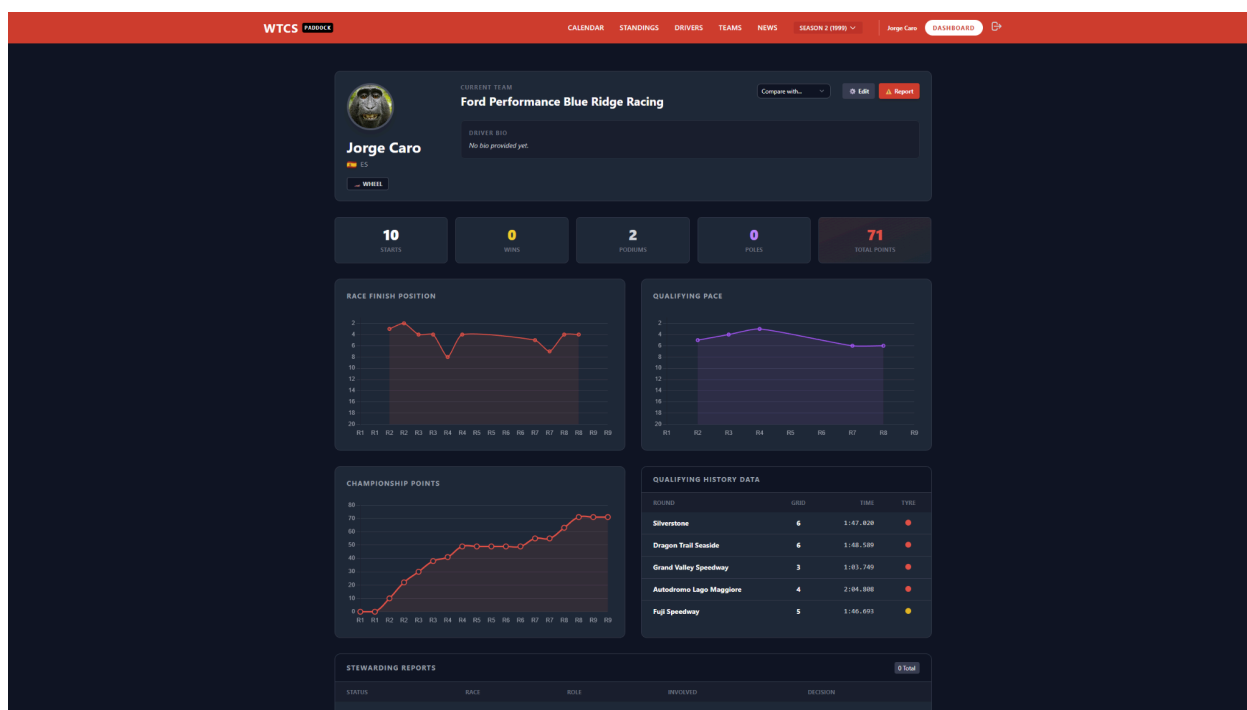 WTCS PADDOCK CALENDAR STANDINGS DRIVERS TEAMS NEWS SEASON 2 (1999) Jorge Caro DASHBOARD
CURRENT TEAM
Ford Performance Blue Ridge Racing
Compare with... Edit Report
DRIVER BIO
No bio provided yet.
Jorge Caro
ES
WHEEL
10 0 2 0 71
STARTS WINS PODIUMS POLES TOTAL POINTS
RACE FINISH POSITION
2
4
6
8
10
12
14
16
18
20
R1 R1 R2 R2 R3 R3 R4 R4 R5 R5 R6 R6 R7 R7 R8 R8 R9 R9
QUALIFYING PACE
2
4
6
8
10
12
14
16
18
20
R1 R2 R3 R4 R5 R6 R7 R8 R9
CHAMPIONSHIP POINTS
80
70
60
50
40
30
20
10
0
R1 R1 R2 R2 R3 R3 R4 R4 R5 R5 R6 R6 R7 R7 R8 R8 R9 R9
QUALIFYING HISTORY DATA
ROUND GRID TIME TYRE
Silverstone 6 1:47.020
Dragon Trail Seaside 6 1:48.589
Grand Valley Speedway 3 1:03.749
Autodromo Lago Maggiore 4 2:04.808
Fuji Speedway 5 1:46.693
STEWARDING REPORTS 0 Total
STATUS RACE ROLE INVOLVED DECISION